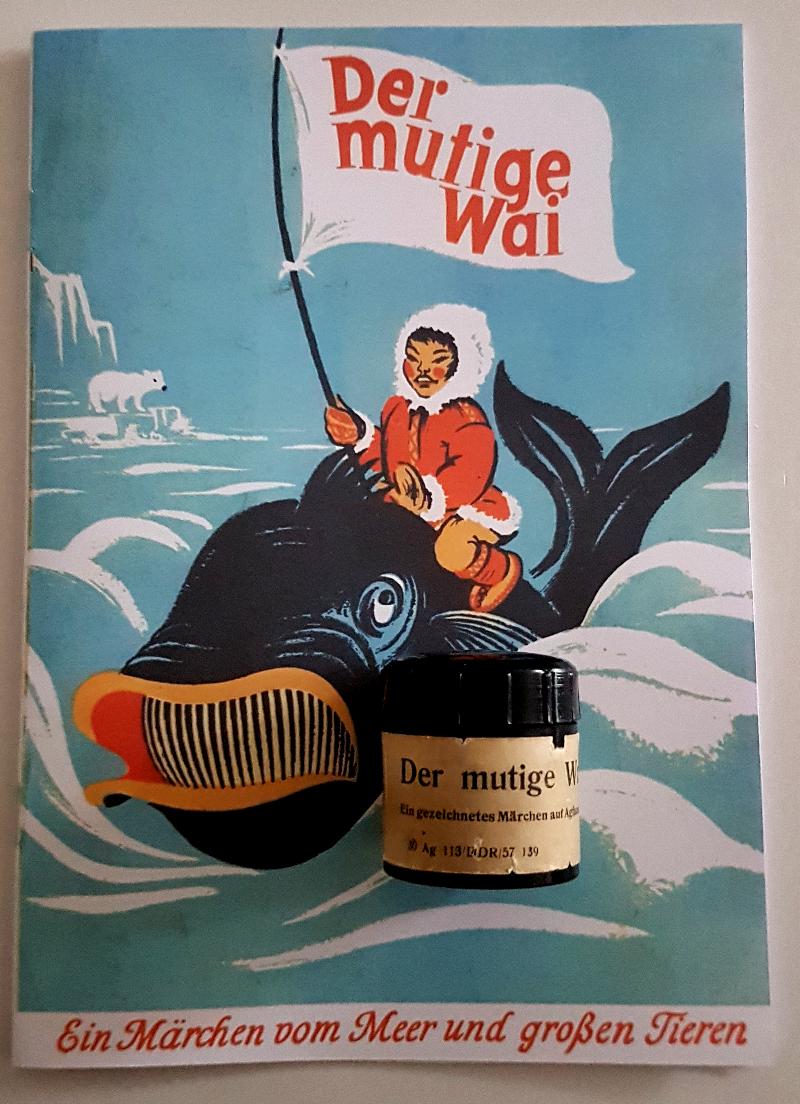 Der
mutige
Wai
Der mutige
Ein gezeichnetes Märchen auf
Ag 113/DDR/57 139
Ein Märchen vom Meer und großen Tieren